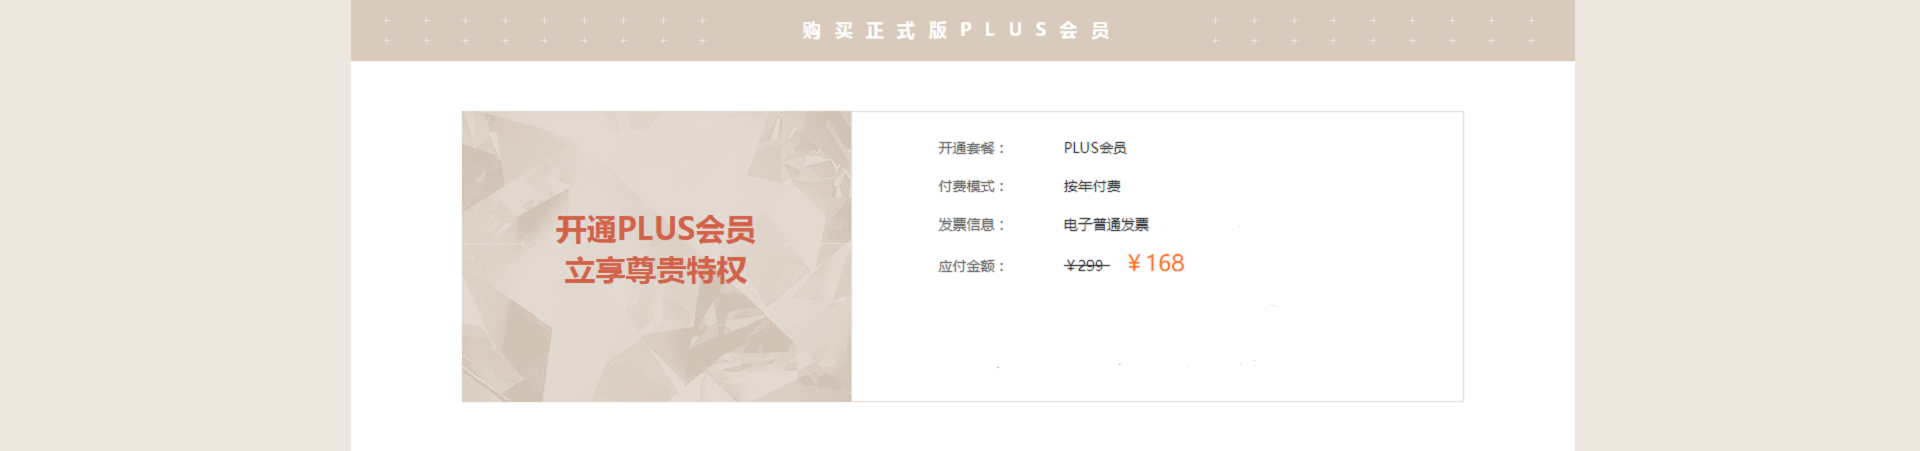 购买正式版PLUS会员
开通PLUS会员
立享尊贵特权
开通套餐： PLUS会员
付费模式： 按年付费
发票信息： 电子普通发票
应付金额： ￥299 ￥168